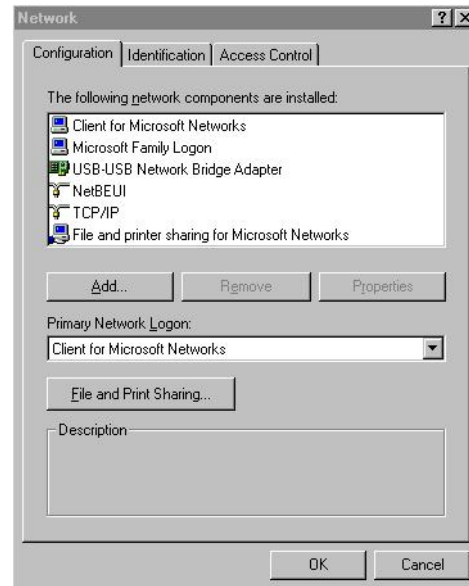 Network
Configuration Identification Access Control
The following network components are installed:
Client for Microsoft Networks
Microsoft Family Logon
USB-USB Network Bridge Adapter
NetBEUI
TCP/IP
File and printer sharing for Microsoft Networks
Add... Remove Properties
Primary Network Logon:
Client for Microsoft Networks
File and Print Sharing...
Description
OK Cancel